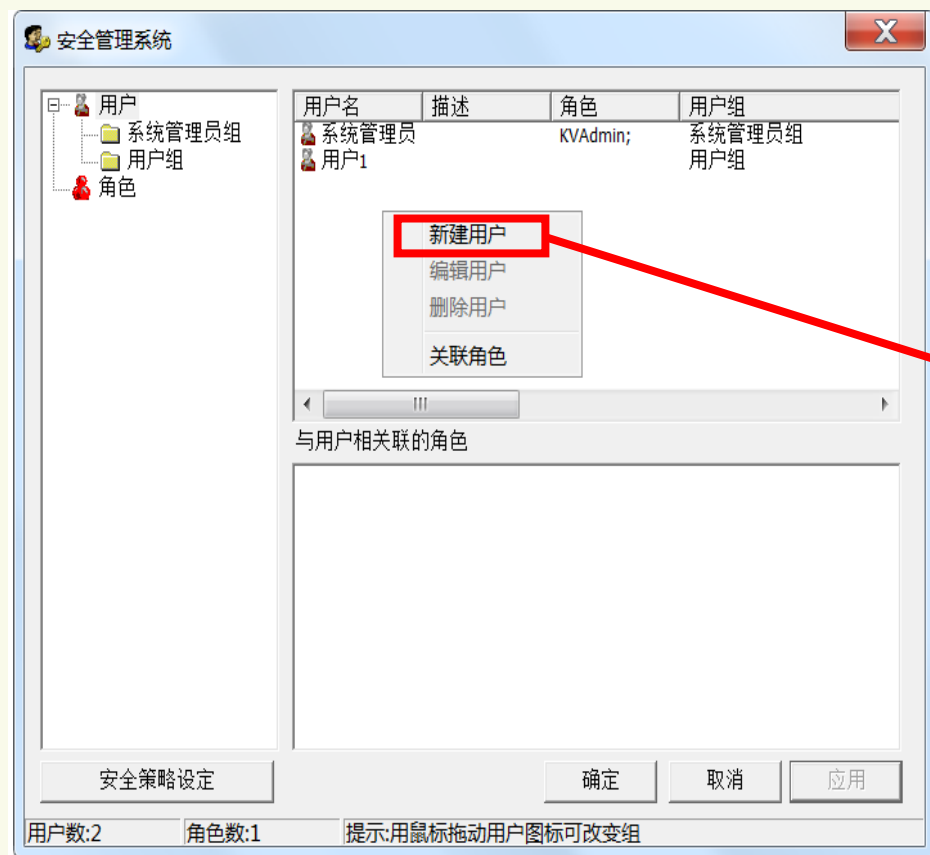 安全管理系统
用户
系统管理员组
用户组
角色
用户名 描述 角色 用户组
系统管理员 KVAdmin; 系统管理员组
用户1 用户组
新建用户
编辑用户
删除用户
关联角色
与用户相关联的角色
安全策略设定 确定 取消 应用
用户数:2 角色数:1 提示:用鼠标拖动用户图标可改变组